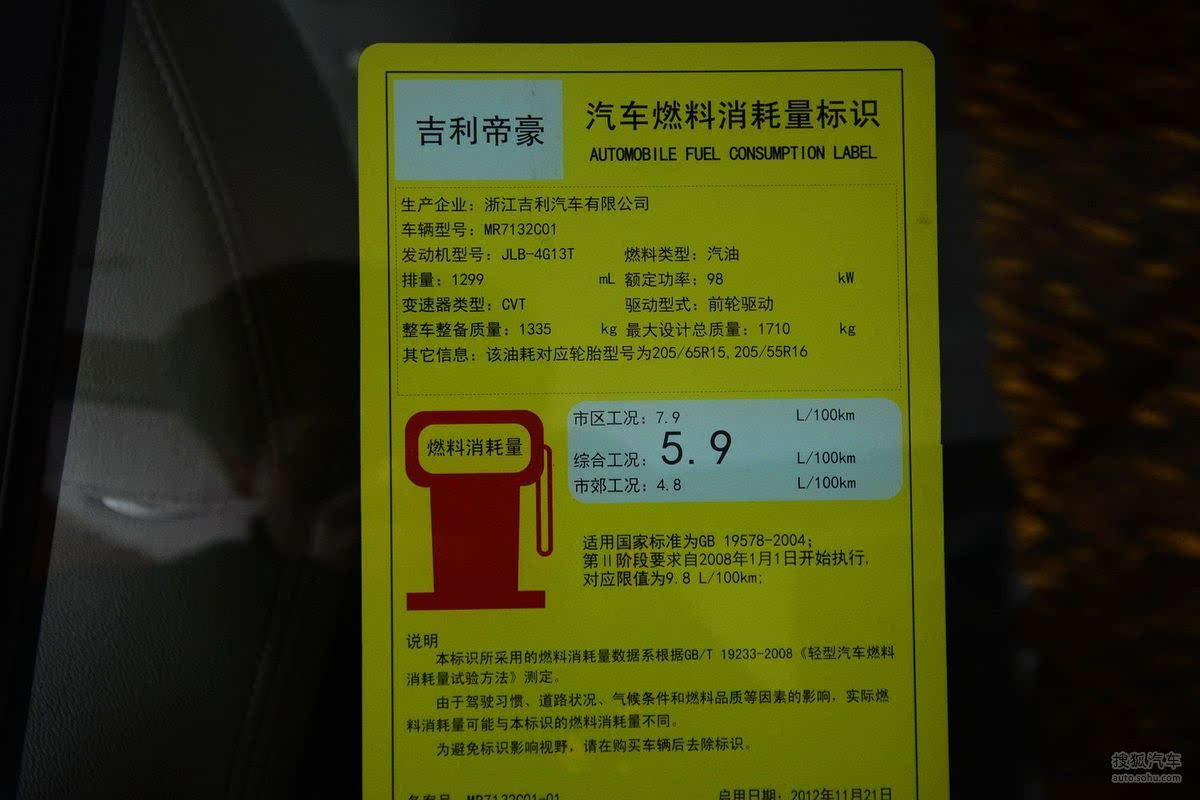 吉利帝豪
汽车燃料消耗量标识
AUTOMOBILE FUEL CONSUMPTION LABEL
生产企业：浙江吉利汽车有限公司
车辆型号：MR7132C01
发动机型号：JLB-4G13T 燃料类型：汽油
排量：1299 mL 额定功率：98 kW
变速器类型：CVT 驱动型式：前轮驱动
整车整备质量：1335 kg 最大设计总质量：1710 kg
其它信息：该油耗对应轮胎型号为205/65R15,205/55R16
燃料消耗量
市区工况：7.9 L/100km
综合工况：5.9 L/100km
市郊工况：4.8 L/100km
适用国家标准为GB 19578-2004；
第Ⅱ阶段要求自2008年1月1日开始执行,
对应限值为9.8 L/100km;
说明
本标识所采用的燃料消耗量数据系根据GB/T 19233-2008《轻型汽车燃料
消耗量试验方法》测定。
由于驾驶习惯、道路状况、气候条件和燃料品质等因素的影响，实际燃
料消耗量可能与本标识的燃料消耗量不同。
为避免标识影响视野，请在购买车辆后去除标识。
备案号：MR7132C01-01 启用日期：2012年11月21日
搜狐汽车
auto.sohu.com